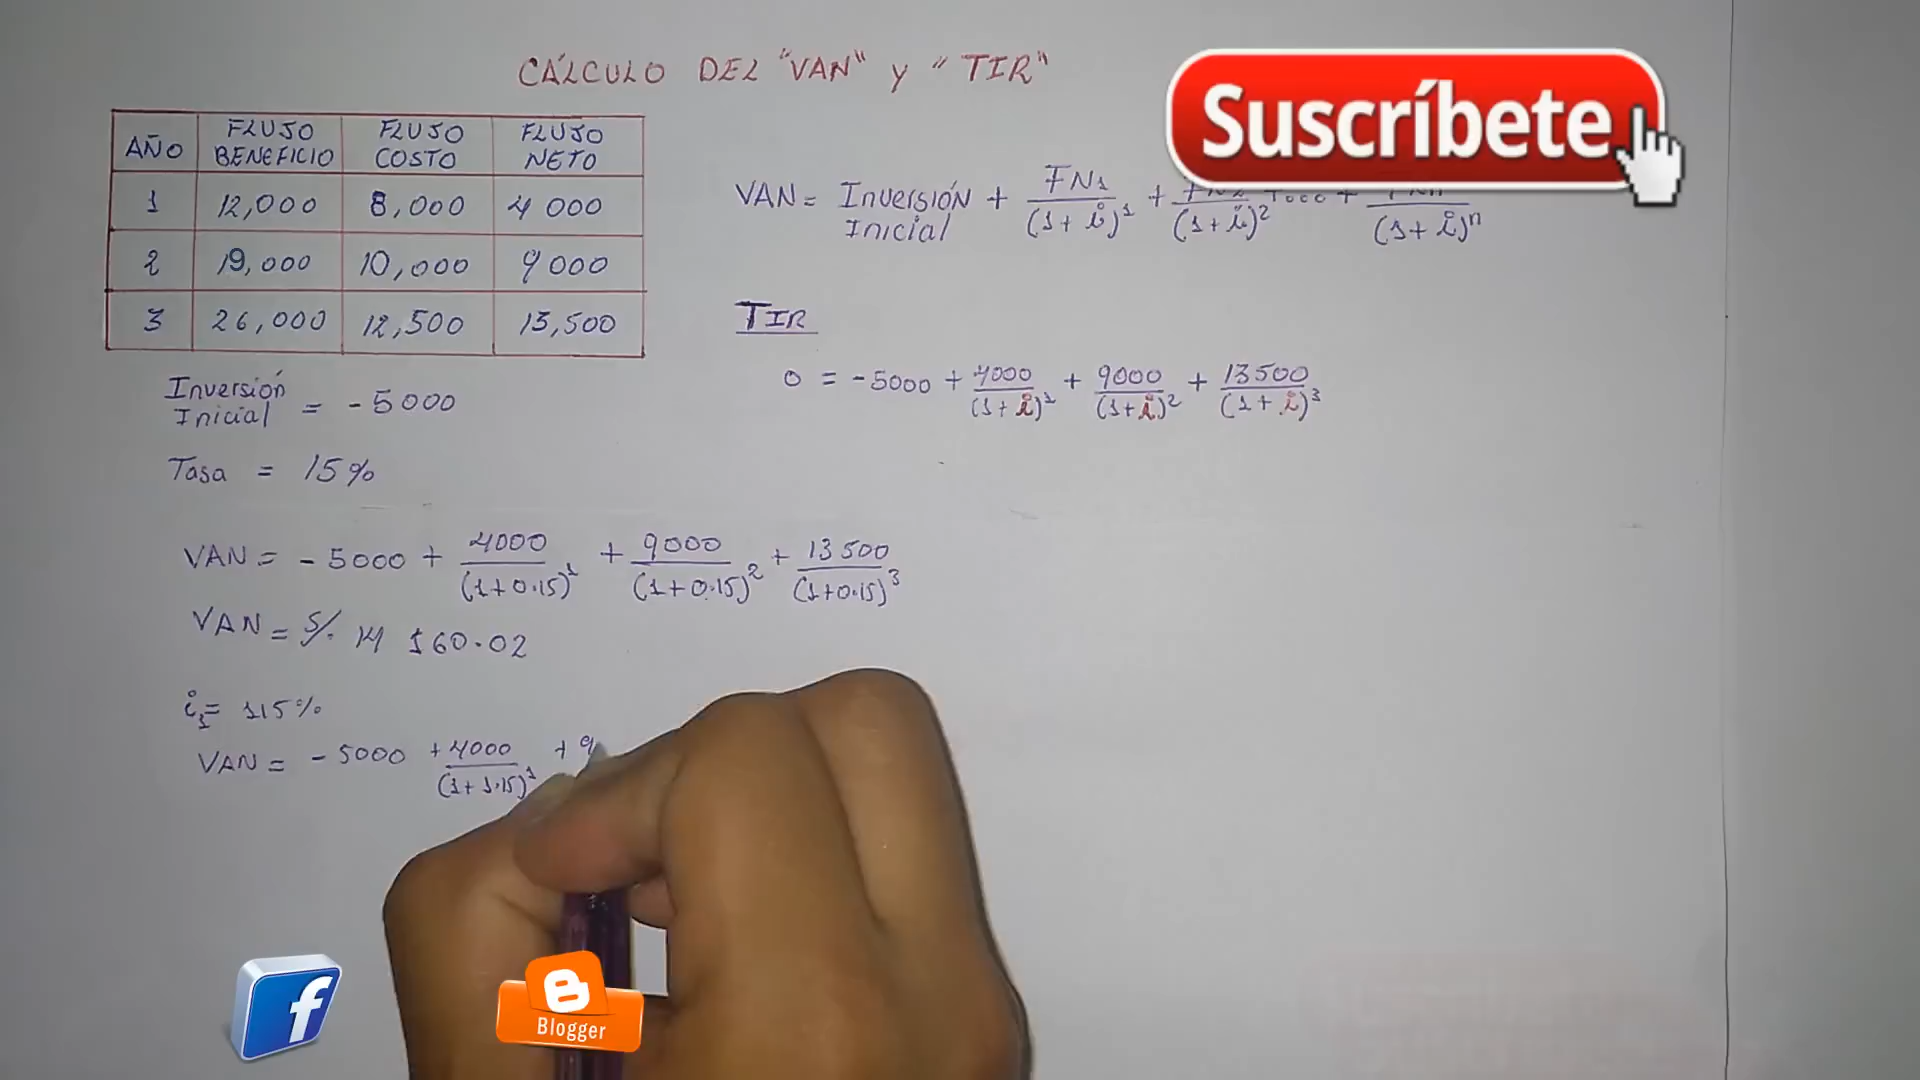 CÁLCULO DEL "VAN" y "TIR"
Suscríbete
AÑO FLUJO BENEFICIO FLUJO COSTO FLUJO NETO
1 12,000 8,000 4 000
2 19,000 10,000 9 000
3 26,000 12,500 13,500
VAN = Inversión Inicial + FN1/(1+i)^1 + FN2/(1+i)^2 +...+ FNn/(1+i)^n
TIR
0 = -5000 + 4000/(1+i)^1 + 9000/(1+i)^2 + 13500/(1+i)^3
Inversión Inicial = -5000
Tasa = 15%
VAN = -5000 + 4000/(1+0.15)^1 + 9000/(1+0.15)^2 + 13500/(1+0.15)^3
VAN = S/. 14 160.02
i1 = 115%
VAN = -5000 + 4000/(1+1.15)^1 + 9
f
Blogger